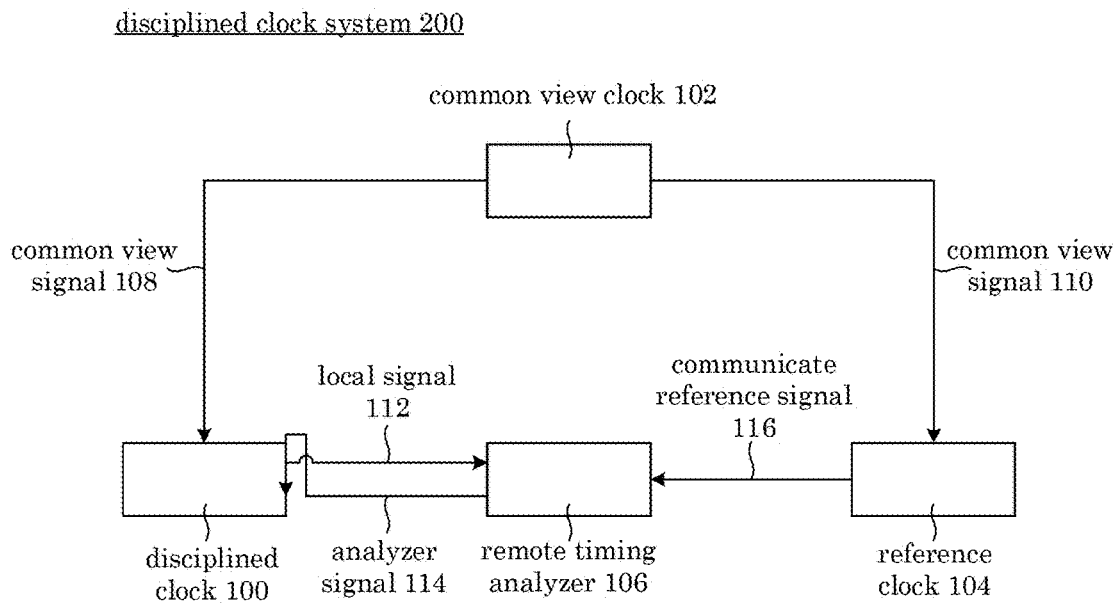 disciplined clock system 200
common view clock 102
common view
signal 108
common view
signal 110
local signal
112
communicate
reference signal
116
disciplined
clock 100
analyzer
signal 114
remote timing
analyzer 106
reference
clock 104